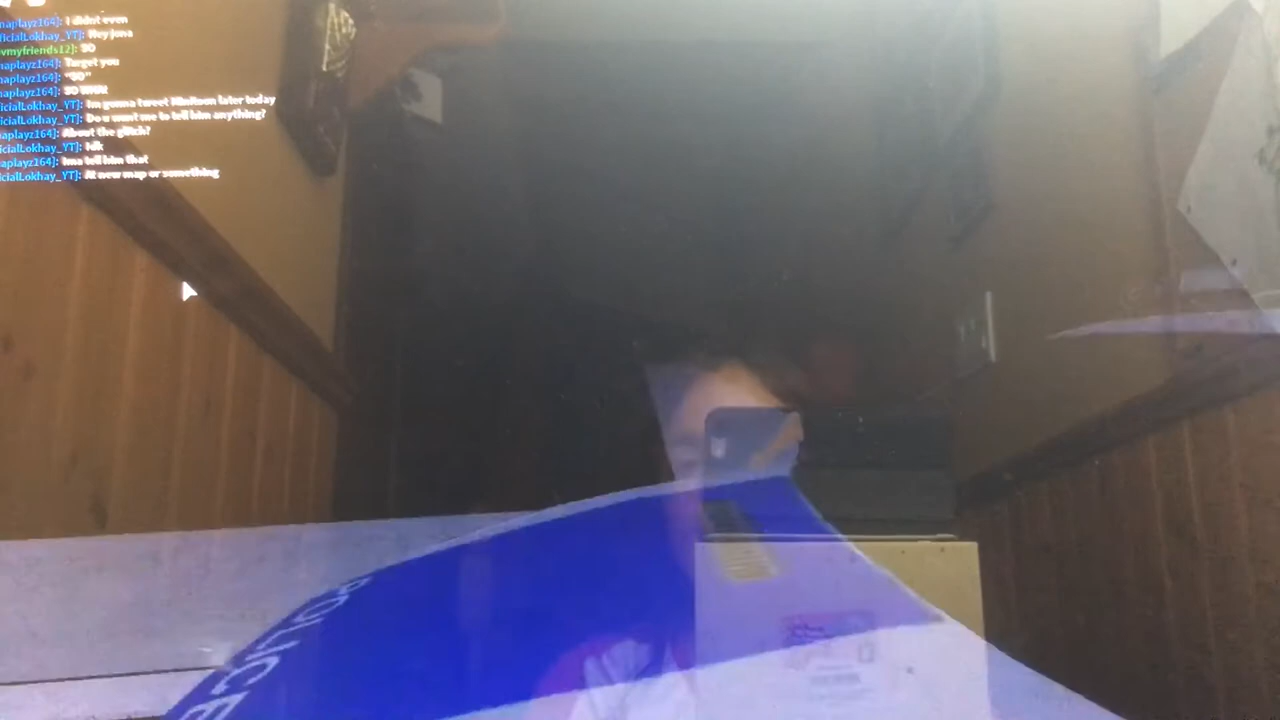 naplayz164]: I didnt even
ficialLokhay_YT]: Hey jona
evmyfriends12]: SO
naplayz164]: Target you
naplayz164]: "SO"
naplayz164]: SO WHAt
icialLokhay_YT]: Im gonna tweet MiniToon later today
icialLokhay_YT]: Do u want me to tell him anything?
naplayz164]: About the glitch?
icialLokhay_YT]: Idk
naplayz164]: Ima tell him that
icialLokhay_YT]: At new map or something
POLICE